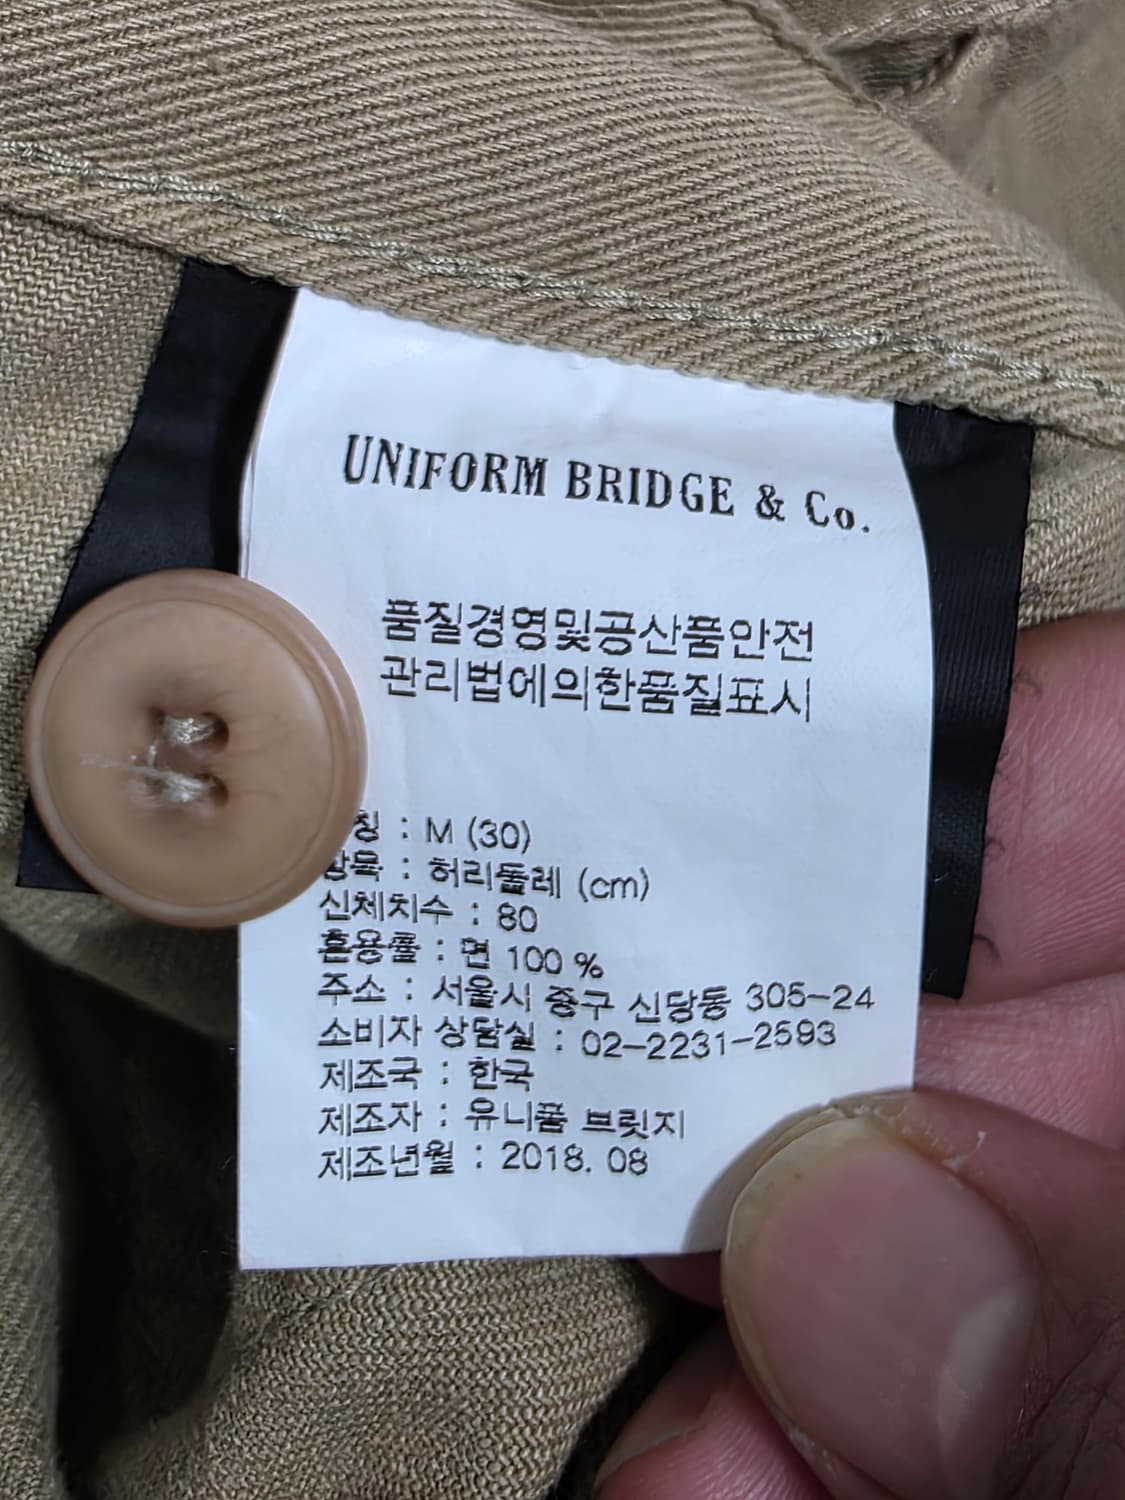 UNIFORM BRIDGE & Co.
품질경영및공산품안전
관리법에의한품질표시
칭 : M (30)
항목 : 허리둘레 (cm)
신체치수 : 80
혼용률 : 면 100 %
주소 : 서울시 중구 신당동 305-24
소비자 상담실 : 02-2231-2593
제조국 : 한국
제조자 : 유니폼 브릿지
제조년월 : 2018. 08